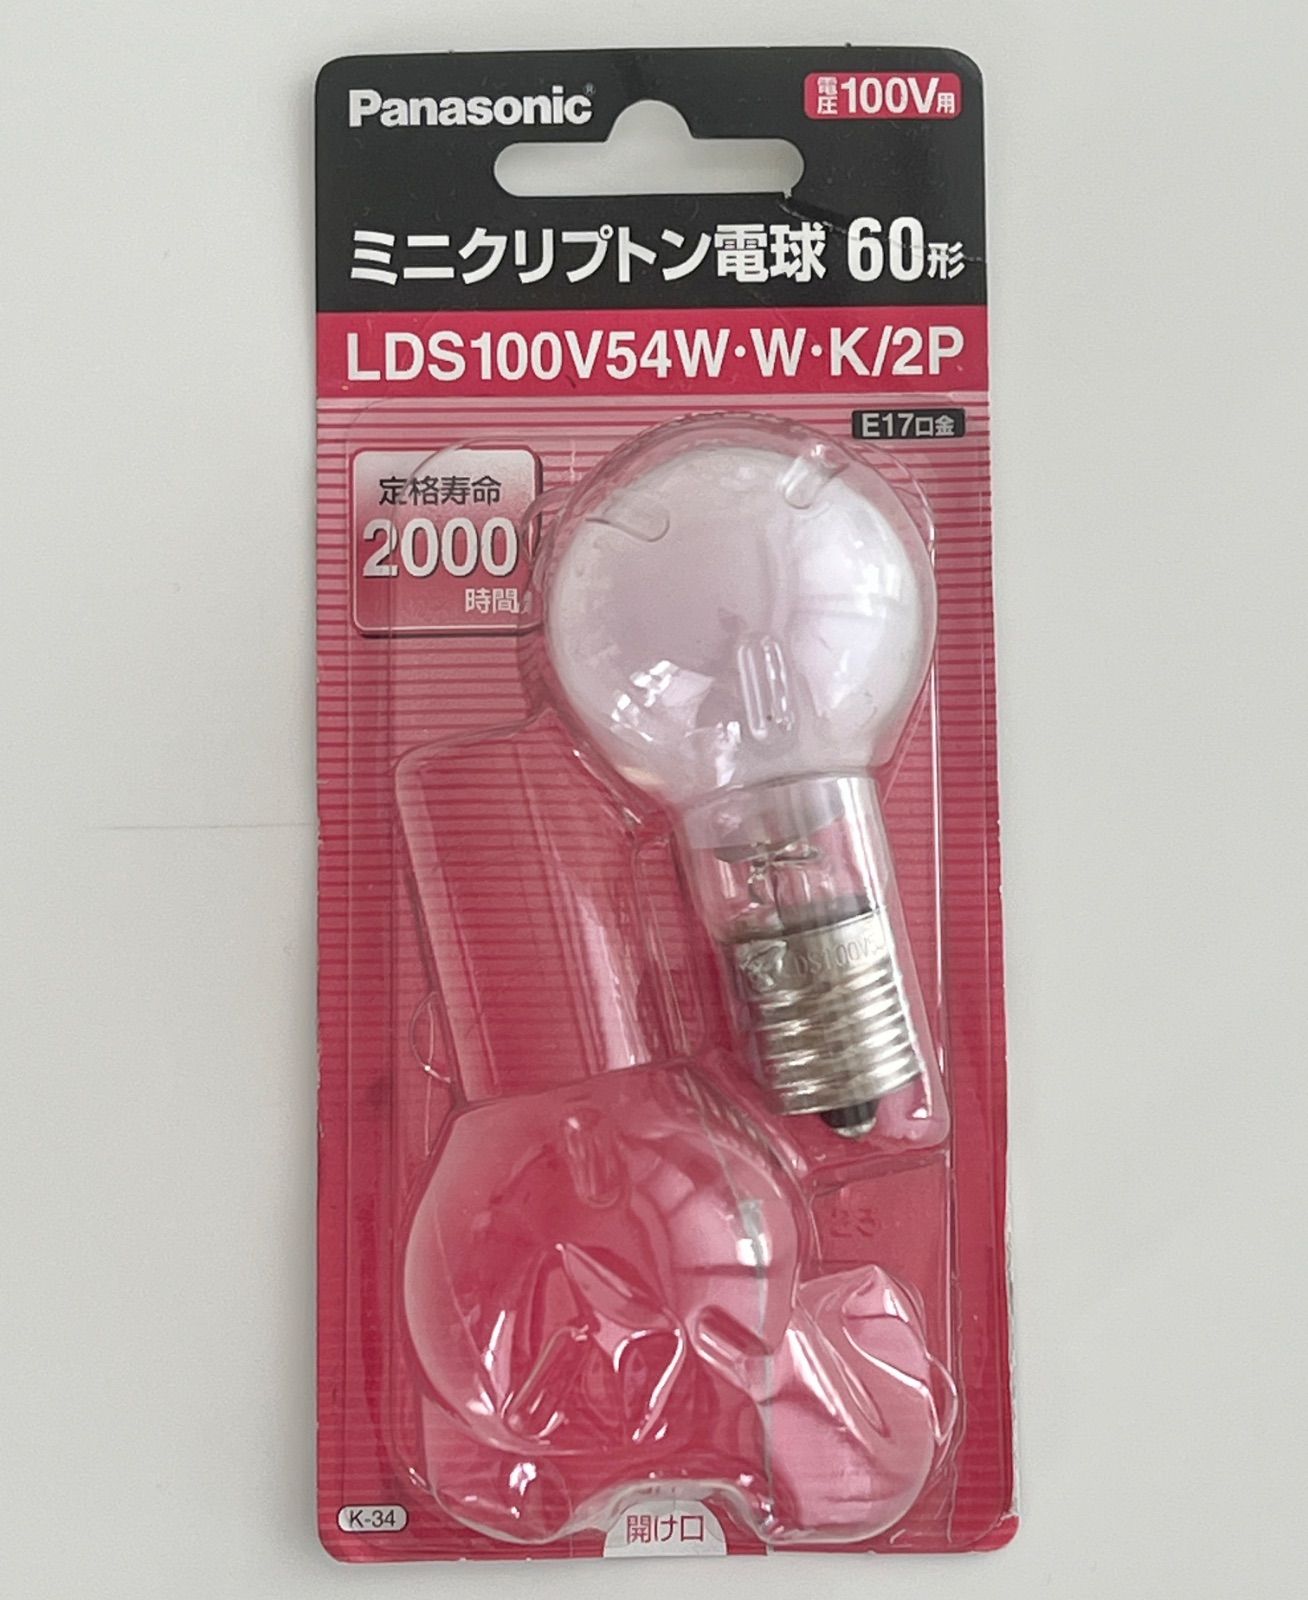 Panasonic®
電圧100V用
ミニクリプトン電球 60形
LDS100V54W・W・K/2P
E17口金
定格寿命
2000
時間
DS100V5
K-34
開け口